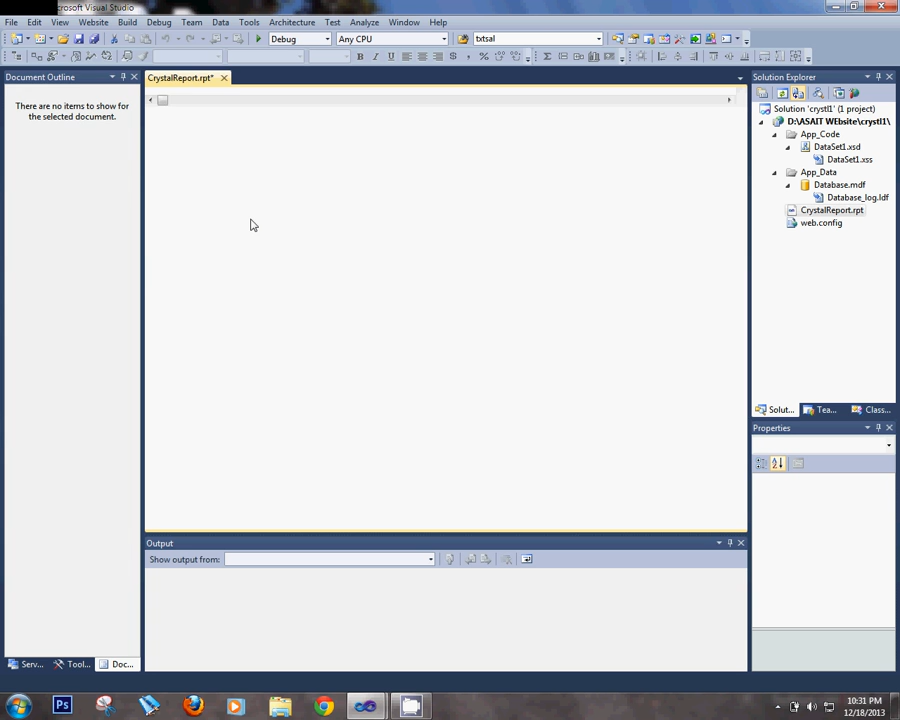 crosoft Visual Studio
File Edit View Website Build Debug Team Data Tools Architecture Test Analyze Window Help
Debug Any CPU txtsal
Document Outline
There are no items to show for
the selected document.
CrystalReport.rpt*
Solution Explorer
Solution 'crystl1' (1 project)
D:\ASAIT WEbsite\crystl1\
App_Code
DataSet1.xsd
DataSet1.xss
App_Data
Database.mdf
Database_log.ldf
CrystalReport.rpt
web.config
Solut... Tea... Class...
Properties
Output
Show output from:
Serv... Tool... Doc...
Ps
10:31 PM
12/18/2013